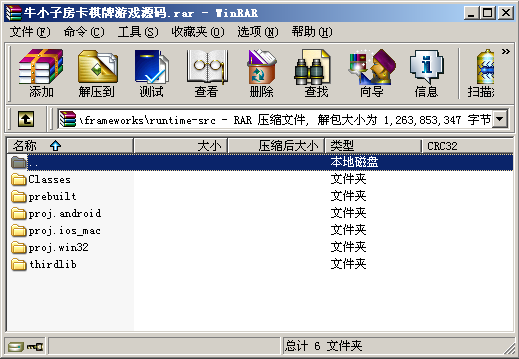 牛小子房卡棋牌游戏源码.rar - WinRAR
文件(F) 命令(C) 工具(S) 收藏夹(O) 选项(N) 帮助(H)
添加 解压到 测试 查看 删除 查找 向导 信息 扫描 »
\frameworks\runtime-src - RAR 压缩文件, 解包大小为 1,263,853,347 字节
名称 大小 压缩后大小 类型 CRC32
.. 本地磁盘
Classes 文件夹
prebuilt 文件夹
proj.android 文件夹
proj.ios_mac 文件夹
proj.win32 文件夹
thirdlib 文件夹
总计 6 文件夹